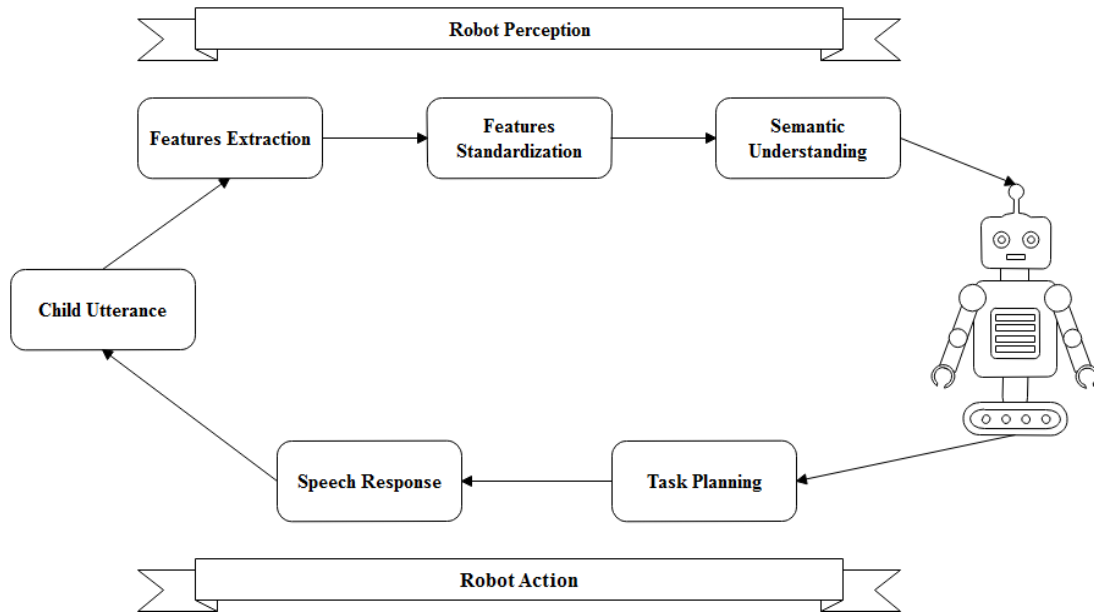 Robot Perception
Features Extraction
Features
Standardization
Semantic
Understanding
Child Utterance
Speech Response
Task Planning
Robot Action